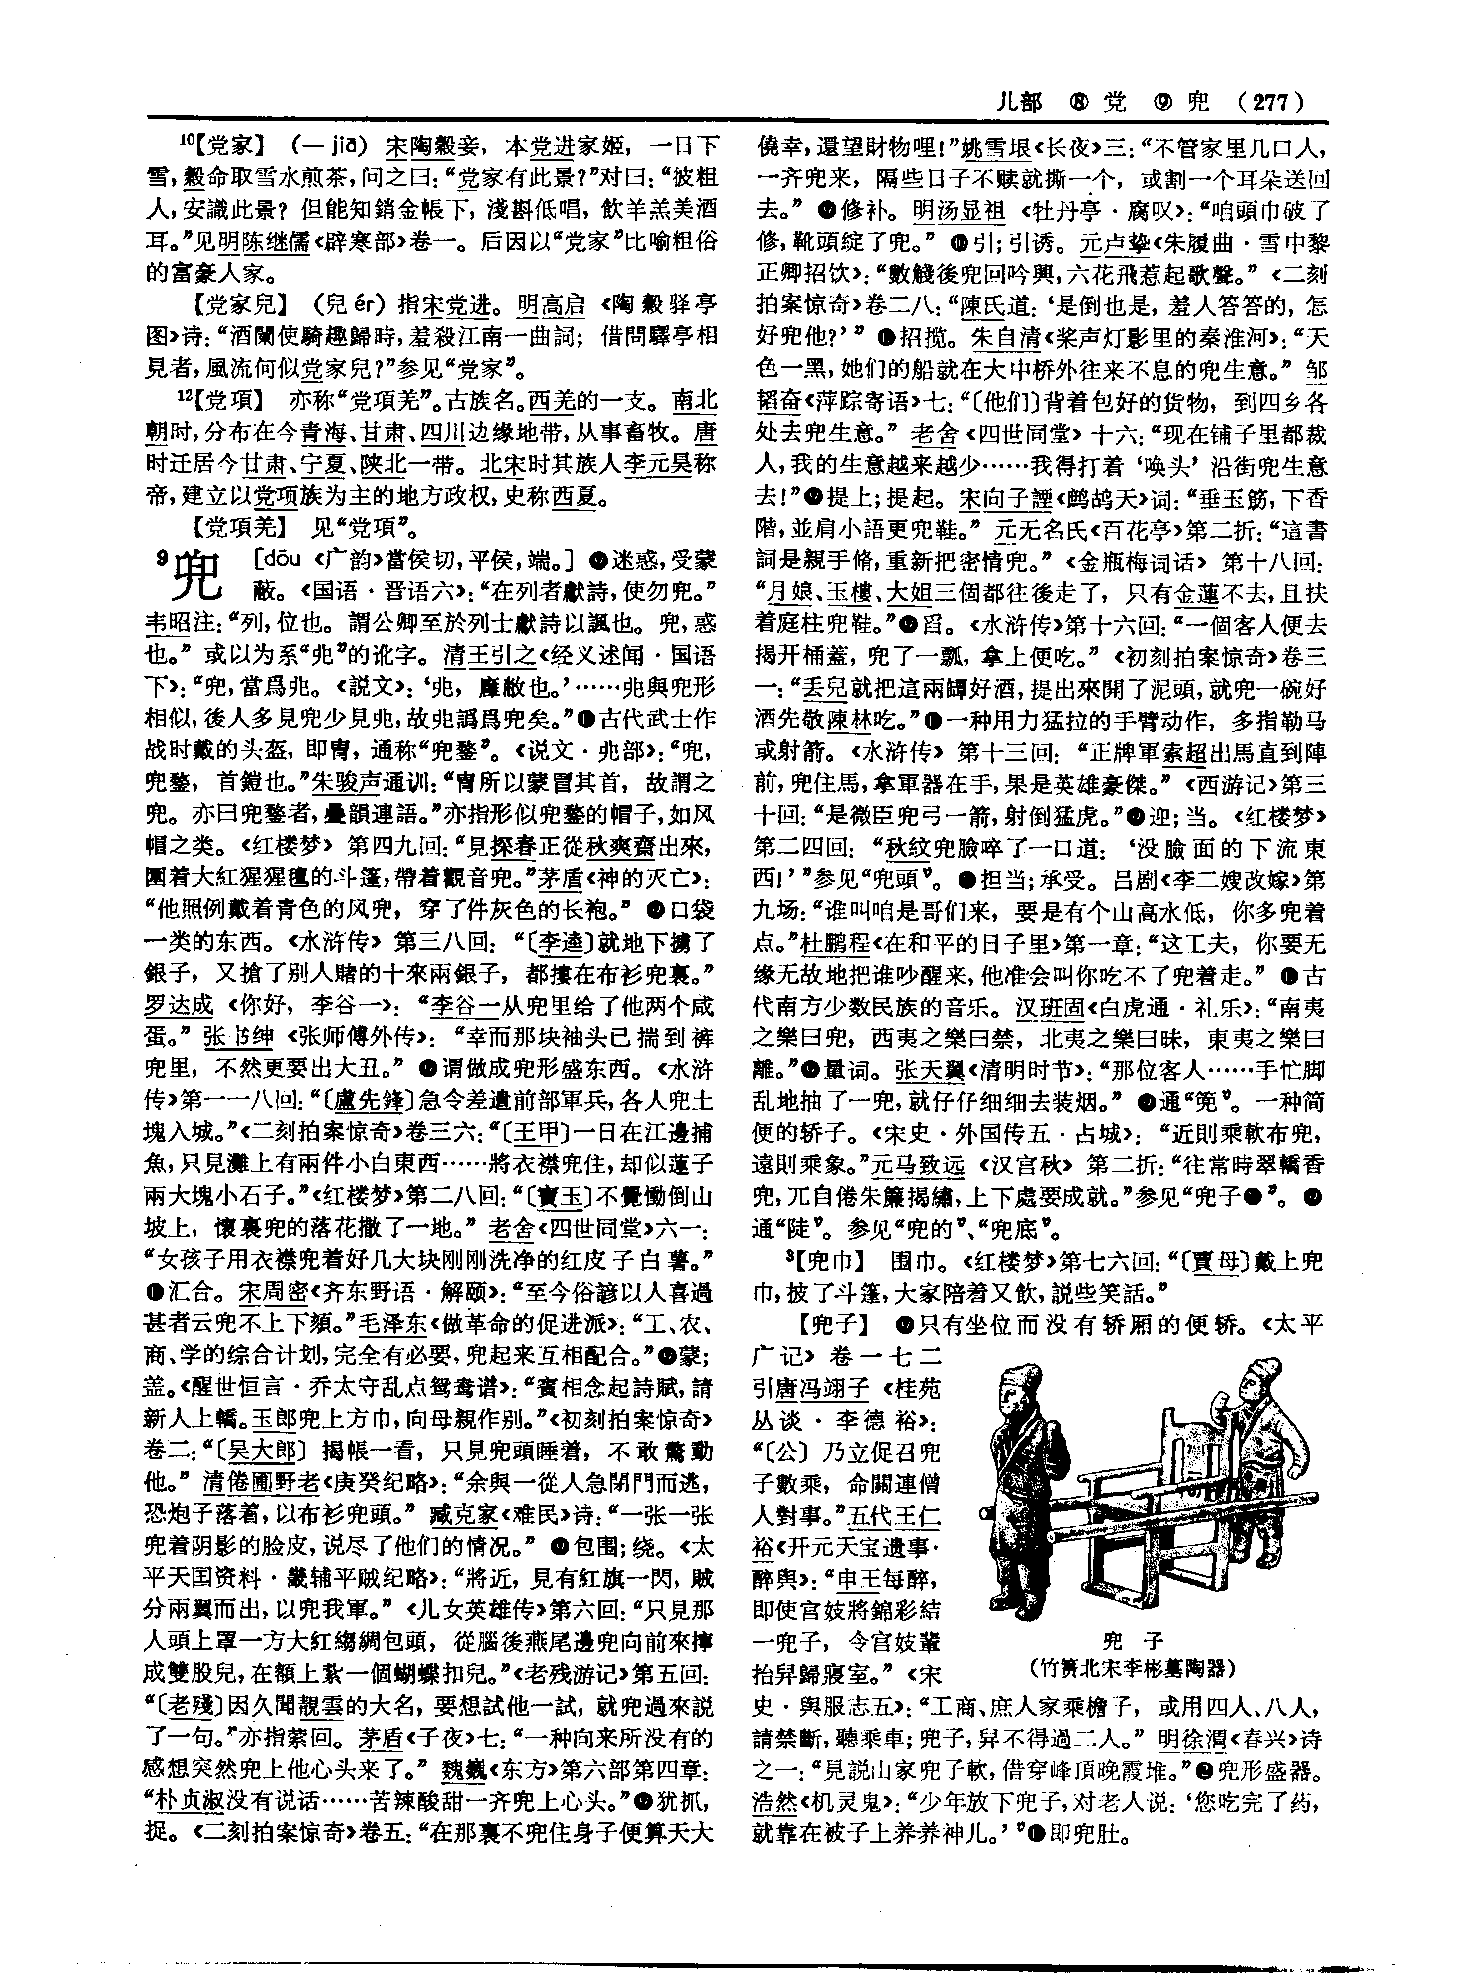 儿部 ⑧ 党 ⑨ 兜 (277)
¹⁰【党家】 (— jiā) 宋陶穀妾，本党进家姬，一日下
雪，穀命取雪水煎茶，问之曰：“党家有此景？”对曰：“彼粗
人，安識此景？但能知銷金帳下，淺斟低唱，飲羊羔美酒
耳。”见明陈继儒《辟寒部》卷一。后因以“党家”比喻粗俗
的富豪人家。
【党家兒】 (兒 ér) 指宋党进。明高启《陶穀驿亭
图》诗：“酒闌使騎趣歸時，羞殺江南一曲詞；借問驛亭相
見者，風流何似党家兒？”参见“党家”。
¹²【党項】 亦称“党項羌”。古族名。西羌的一支。南北
朝时，分布在今青海、甘肃、四川边缘地带，从事畜牧。唐
时迁居今甘肃、宁夏、陕北一带。北宋时其族人李元昊称
帝，建立以党项族为主的地方政权，史称西夏。
【党項羌】 见“党項”。
9 兜 [dōu 《广韵》當侯切，平侯，端。] 迷惑，受蒙
蔽。《国语·晋语六》：“在列者獻詩，使勿兜。”
韦昭注：“列，位也。謂公卿至於列士獻詩以諷也。兜，惑
也。”或以为系“𠑹”的讹字。清王引之《经义述闻·国语
下》：“兜，當爲𠑹。《説文》：‘𠑹，廱蔽也。’……𠑹與兜形
相似，後人多見兜少見𠑹，故𠑹譌爲兜矣。”古代武士作
战时戴的头盔，即冑，通称“兜鍪”。《说文·𠑹部》：“兜，
兜鍪，首鎧也。”朱骏声通训：“冑所以蒙冒其首，故謂之
兜。亦曰兜鍪者，疊韻連語。”亦指形似兜鍪的帽子，如风
帽之类。《红楼梦》第四九回：“見探春正從秋爽齋出來，
圍着大紅猩猩氊的斗篷，帶着觀音兜。”茅盾《神的灭亡》：
“他照例戴着青色的风兜，穿了件灰色的长袍。”口袋
一类的东西。《水浒传》第三八回：“〔李逵〕就地下擄了
銀子，又搶了别人賭的十來兩銀子，都摟在布衫兜裏。”
罗达成《你好，李谷一》：“李谷一从兜里给了他两个咸
蛋。”张书绅《张师傅外传》：“幸而那块袖头已揣到裤
兜里，不然更要出大丑。”谓做成兜形盛东西。《水浒
传》第一一八回：“〔盧先鋒〕急令差遣前部軍兵，各人兜土
塊入城。”《二刻拍案惊奇》卷三六：“〔王甲〕一日在江邊捕
魚，只見灘上有兩件小白東西……將衣襟兜住，却似蓮子
兩大塊小石子。”《红楼梦》第二八回：“〔寶玉〕不覺慟倒山
坡上，懷裏兜的落花撒了一地。”老舍《四世同堂》六一：
“女孩子用衣襟兜着好几大块刚刚洗净的红皮子白薯。”
汇合。宋周密《齐东野语·解颐》：“至今俗諺以人喜過
甚者云兜不上下頦。”毛泽东《做革命的促进派》：“工、农、
商、学的综合计划，完全有必要，兜起来互相配合。”蒙；
盖。《醒世恒言·乔太守乱点鸳鸯谱》：“賓相念起詩賦，請
新人上轎。玉郎兜上方巾，向母親作别。”《初刻拍案惊奇》
卷二：“〔吴大郎〕揭帳一看，只見兜頭睡着，不敢驚動
他。”清倦圃野老《庚癸纪略》：“余與一從人急閉門而逃，
恐炮子落着，以布衫兜頭。”臧克家《难民》诗：“一张一张
兜着阴影的脸皮，说尽了他们的情况。”包围；绕。《太
平天国资料·畿辅平贼纪略》：“將近，見有紅旗一閃，賊
分兩翼而出，以兜我軍。”《儿女英雄传》第六回：“只見那
人頭上罩一方大紅縐綢包頭，從腦後燕尾邊兜向前來擰
成雙股兒，在額上紥一個蝴蝶扣兒。”《老残游记》第五回：
“〔老殘〕因久聞靚雲的大名，要想試他一試，就兜過來説
了一句。”亦指萦回。茅盾《子夜》七：“一种向来所没有的
感想突然兜上他心头来了。”魏巍《东方》第六部第四章：
“朴贞淑没有说话……苦辣酸甜一齐兜上心头。”犹抓，
捉。《二刻拍案惊奇》卷五：“在那裏不兜住身子便算天大
僥幸，還望財物哩！”姚雪垠《长夜》三：“不管家里几口人，
一齐兜来，隔些日子不赎就撕一个，或割一个耳朵送回
去。”修补。明汤显祖《牡丹亭·腐叹》：“咱頭巾破了
修，靴頭綻了兜。”引；引诱。元卢挚《朱履曲·雪中黎
正卿招饮》：“數觥後兜回吟興，六花飛惹起歌聲。”《二刻
拍案惊奇》卷二八：“陳氏道：‘是倒也是，羞人答答的，怎
好兜他？’”招揽。朱自清《桨声灯影里的秦淮河》：“天
色一黑，她们的船就在大中桥外往来不息的兜生意。”邹
韬奋《萍踪寄语》七：“〔他们〕背着包好的货物，到四乡各
处去兜生意。”老舍《四世同堂》十六：“现在铺子里都裁
人，我的生意越来越少……我得打着‘唤头’沿街兜生意
去！”提上；提起。宋向子諲《鹧鸪天》词：“垂玉筯，下香
階，並肩小語更兜鞋。”元无名氏《百花亭》第二折：“這書
詞是親手脩，重新把密情兜。”《金瓶梅词话》第十八回：
“月娘、玉樓、大姐三個都往後走了，只有金蓮不去，且扶
着庭柱兜鞋。”舀。《水浒传》第十六回：“一個客人便去
揭开桶蓋，兜了一瓢，拿上便吃。”《初刻拍案惊奇》卷三
一：“丢兒就把這兩罈好酒，提出來開了泥頭，就兜一碗好
酒先敬陳林吃。”一种用力猛拉的手臂动作，多指勒马
或射箭。《水浒传》第十三回：“正牌軍索超出馬直到陣
前，兜住馬，拿軍器在手，果是英雄豪傑。”《西游记》第三
十回：“是微臣兜弓一箭，射倒猛虎。”迎；当。《红楼梦》
第二四回：“秋紋兜臉啐了一口道：‘没臉面的下流東
西！’”参见“兜頭”。担当；承受。吕剧《李二嫂改嫁》第
九场：“谁叫咱是哥们来，要是有个山高水低，你多兜着
点。”杜鹏程《在和平的日子里》第一章：“这工夫，你要无
缘无故地把谁吵醒来，他准会叫你吃不了兜着走。”古
代南方少数民族的音乐。汉班固《白虎通·礼乐》：“南夷
之樂曰兜，西夷之樂曰禁，北夷之樂曰昧，東夷之樂曰
離。”量词。张天翼《清明时节》：“那位客人……手忙脚
乱地抽了一兜，就仔仔细细去装烟。”通“篼”。一种简
便的轿子。《宋史·外国传五·占城》：“近則乘軟布兜，
遠則乘象。”元马致远《汉宫秋》第二折：“往常時翠轎香
兜，兀自倦朱簾揭繡，上下處要成就。”参见“兜子”。
通“陡”。参见“兜的”、“兜底”。
³【兜巾】 围巾。《红楼梦》第七六回：“〔賈母〕戴上兜
巾，披了斗篷，大家陪着又飲，説些笑話。”
【兜子】 只有坐位而没有轿厢的便轿。《太平
广记》卷一七二
引唐冯翊子《桂苑
丛谈·李德裕》：
“〔公〕乃立促召兜
子數乘，命關連僧
人對事。”五代王仁
裕《开元天宝遗事·
醉舆》：“申王每醉，
即使宫妓將錦彩結
一兜子，令宫妓輩
抬舁歸寢室。”《宋
兜 子
（竹箦北宋李彬墓陶器）
史·舆服志五》：“工商、庶人家乘檐子，或用四人、八人，
請禁斷，聽乘車；兜子，舁不得過二人。”明徐渭《春兴》诗
之一：“見説山家兜子軟，借穿峰頂晚霞堆。”❷兜形盛器。
浩然《机灵鬼》：“少年放下兜子，对老人说：‘您吃完了药，
就靠在被子上养养神儿。’”即兜肚。